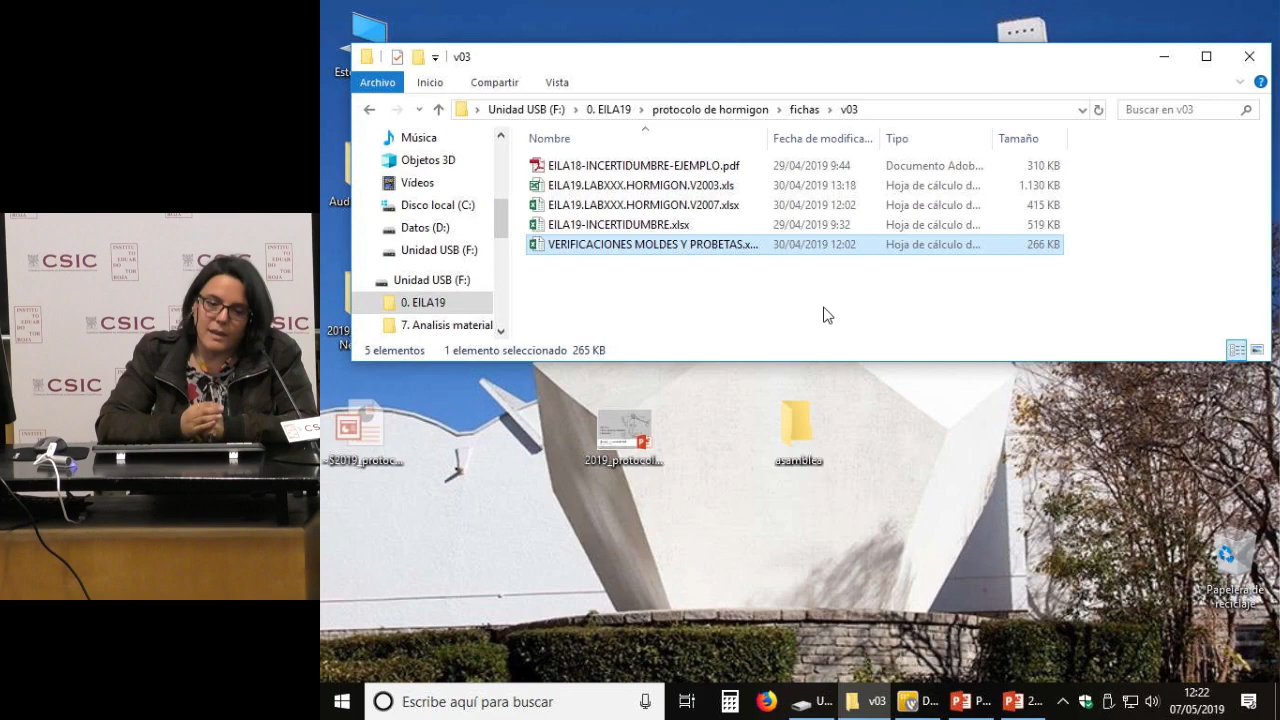 v03
Archivo
Inicio
Compartir
Vista
Unidad USB (F:) > 0. EILA19 > protocolo de hormigon > fichas > v03
Buscar en v03
Nombre
Fecha de modifica...
Tipo
Tamaño
Música
Objetos 3D
Vídeos
Disco local (C:)
Datos (D:)
Unidad USB (F:)
Unidad USB (F:)
0. EILA19
7. Analisis material
EILA18-INCERTIDUMBRE-EJEMPLO.pdf 29/04/2019 9:44 Documento Adob... 310 KB
EILA19.LABXXX.HORMIGON.V2003.xls 30/04/2019 13:18 Hoja de cálculo d... 1.130 KB
EILA19.LABXXX.HORMIGON.V2007.xlsx 30/04/2019 12:02 Hoja de cálculo d... 415 KB
EILA19-INCERTIDUMBRE.xlsx 29/04/2019 9:32 Hoja de cálculo d... 519 KB
VERIFICACIONES MOLDES Y PROBETAS.x... 30/04/2019 12:02 Hoja de cálculo d... 266 KB
5 elementos
1 elemento seleccionado 265 KB
2019_protocol...
asamblea
Papelera de
reciclaje
Escribe aquí para buscar
U...
v03
D...
P...
2...
12:22
07/05/2019
CSIC
CSIC
CSIC
CSIC
CSIC
INSTITU
TO
EDUAR
DO
TOR
ROJA